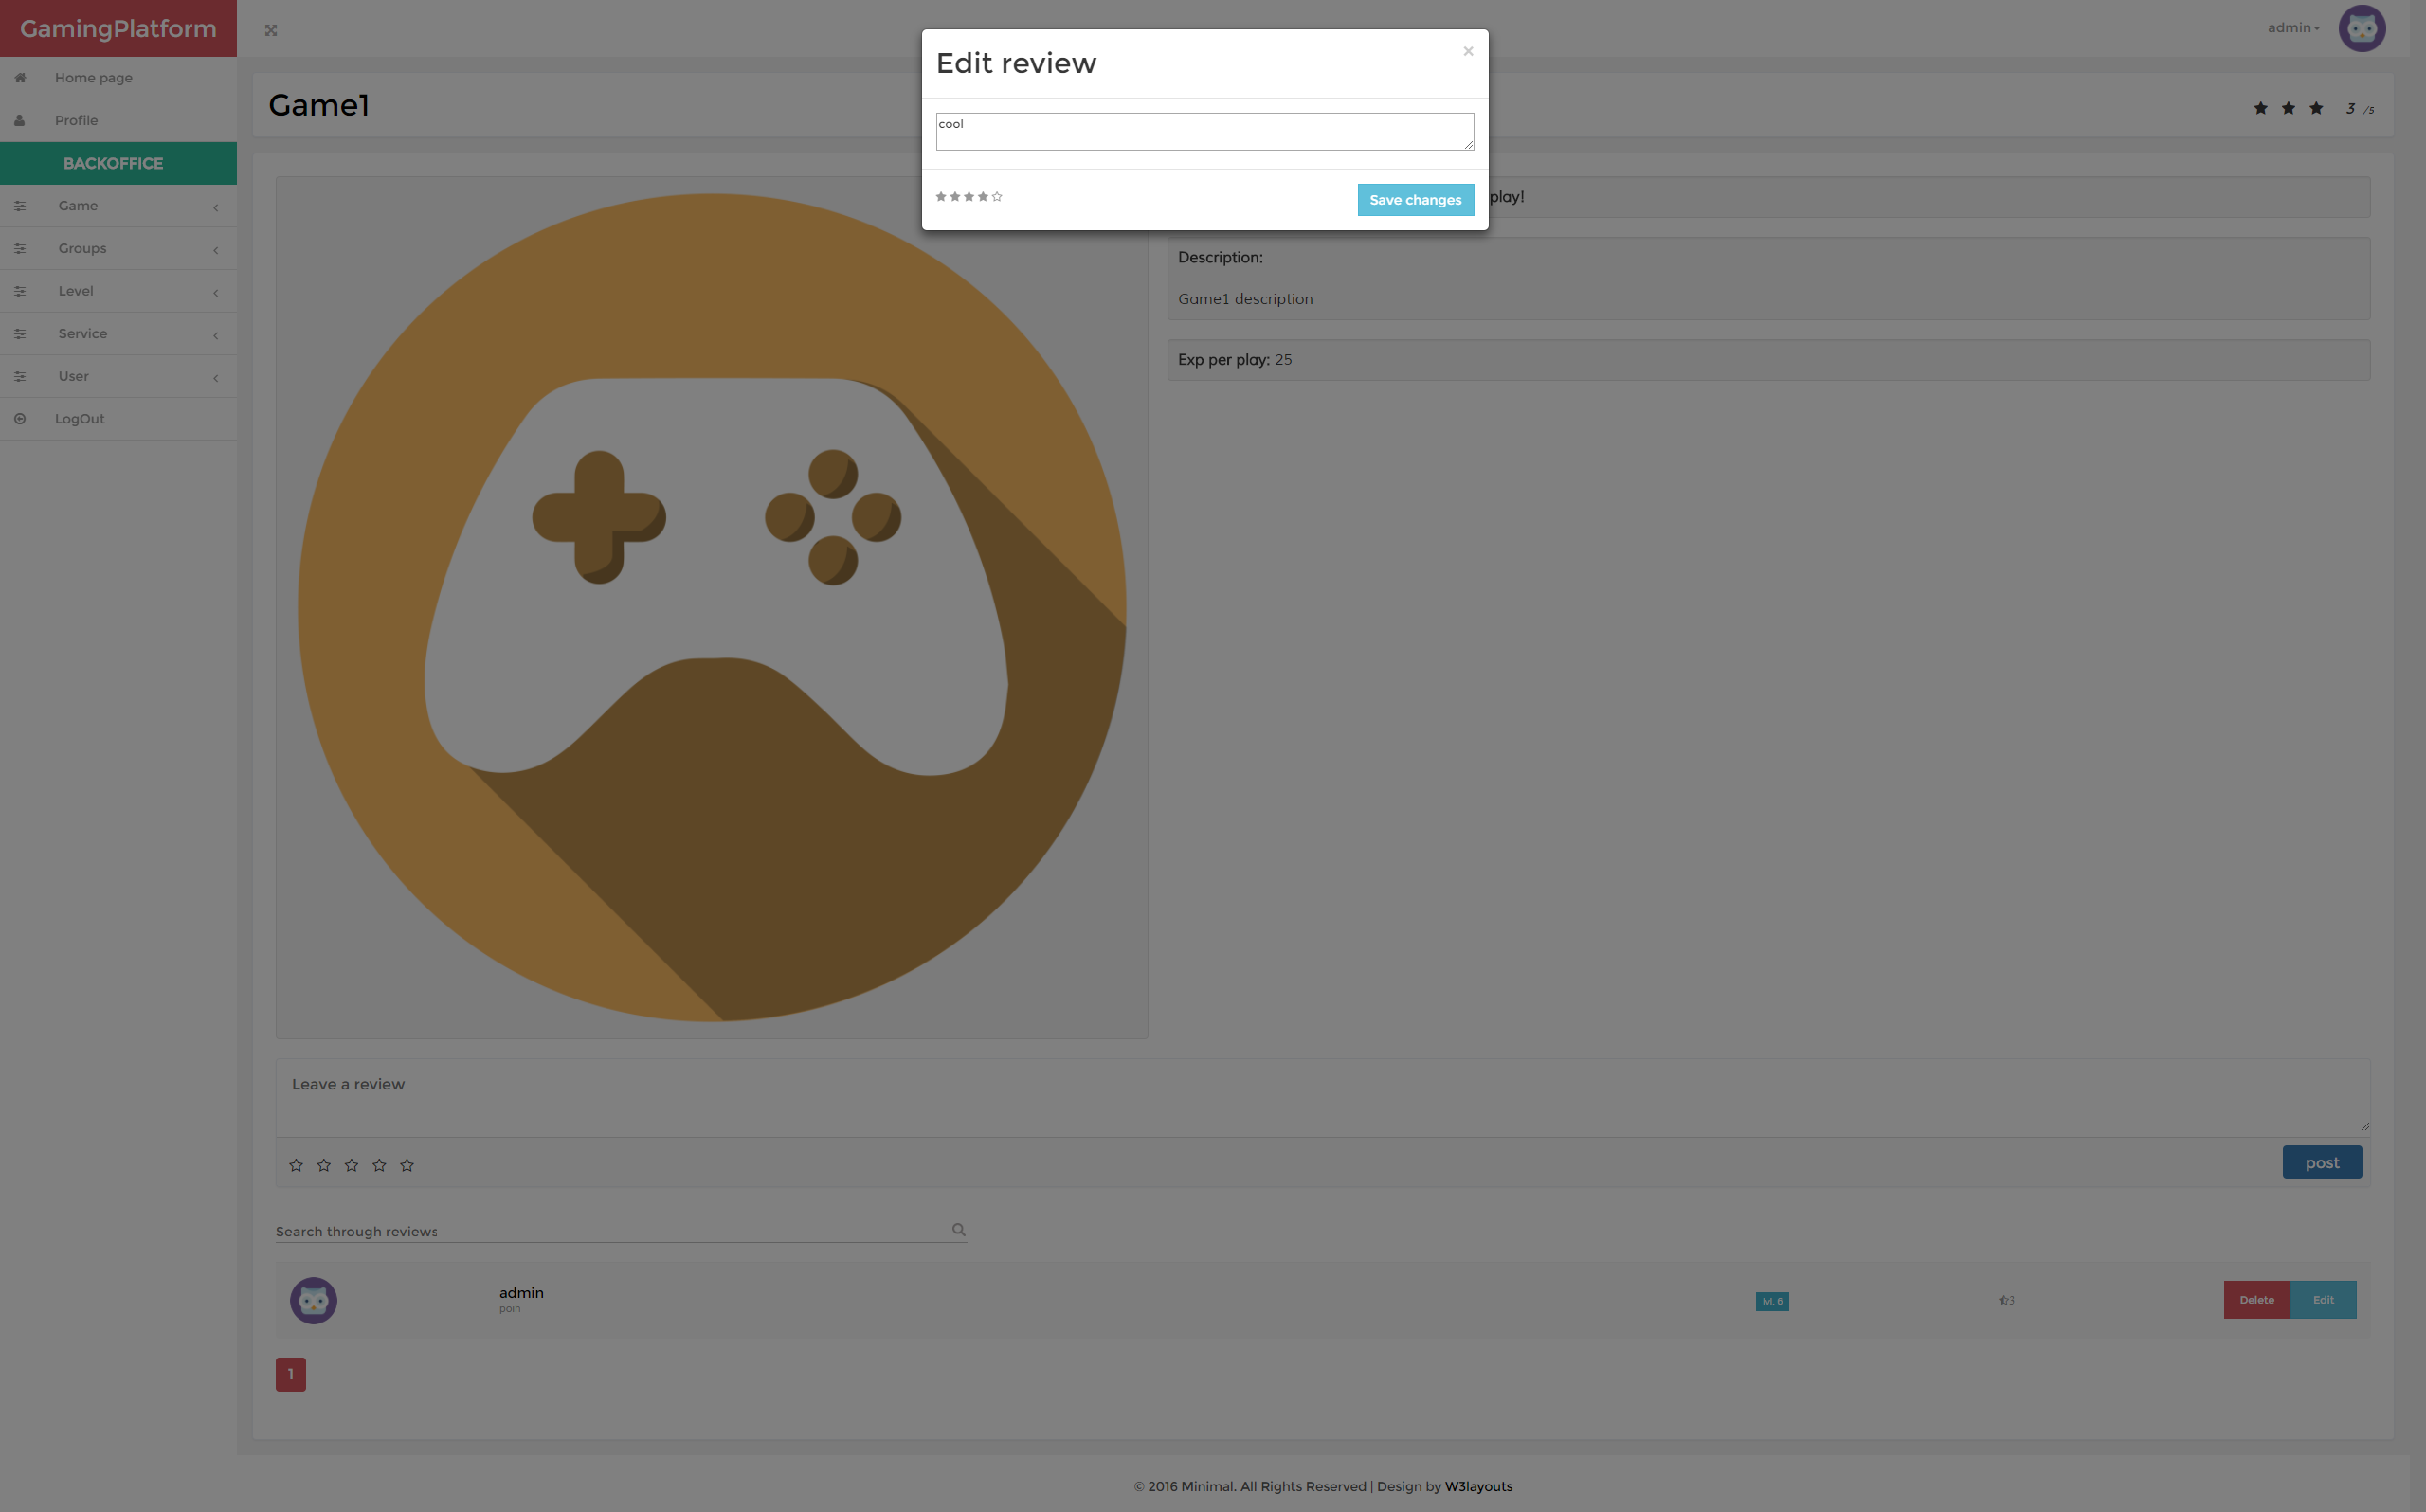 GamingPlatform
admin
Home page
Profile
BACKOFFICE
Game
Groups
Level
Service
User
LogOut
Edit review
×
cool
Save changes
Game1
3 /5
play!
Description:
Game1 description
Exp per play: 25
Leave a review
post
Search through reviews
admin
poih
lvl. 6
3
Delete
Edit
1
© 2016 Minimal. All Rights Reserved | Design by W3layouts